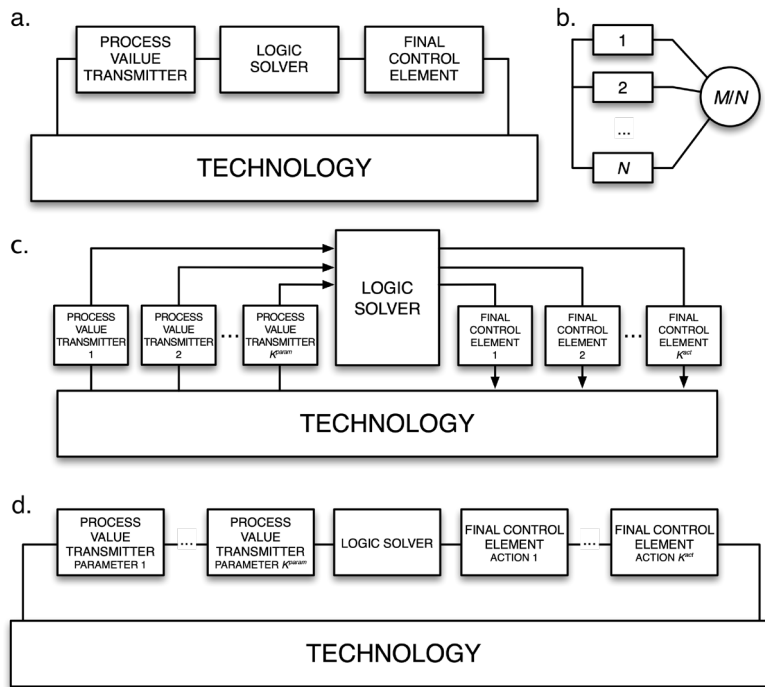 a.
PROCESS
VAILUE
TRANSMITTER
LOGIC
SOLVER
FINAL
CONTROL
ELEMENT
TECHNOLOGY
b.
1
2
...
N
M/N
c.
LOGIC
SOLVER
PROCESS
VALUE
TRANSMITTER
1
PROCESS
VALUE
TRANSMITTER
2
...
PROCESS
VALUE
TRANSMITTER
K^param
FINAL
CONTROL
ELEMENT
1
FINAL
CONTROL
ELEMENT
2
...
FINAL
CONTROL
ELEMENT
K^act
TECHNOLOGY
d.
PROCESS
VALUE
TRANSMITTER
PARAMETER 1
...
PROCESS
VALUE
TRANSMITTER
PARAMETER K^param
LOGIC SOLVER
FINAL CONTROL
ELEMENT
ACTION 1
...
FINAL CONTROL
ELEMENT
ACTION K^act
TECHNOLOGY